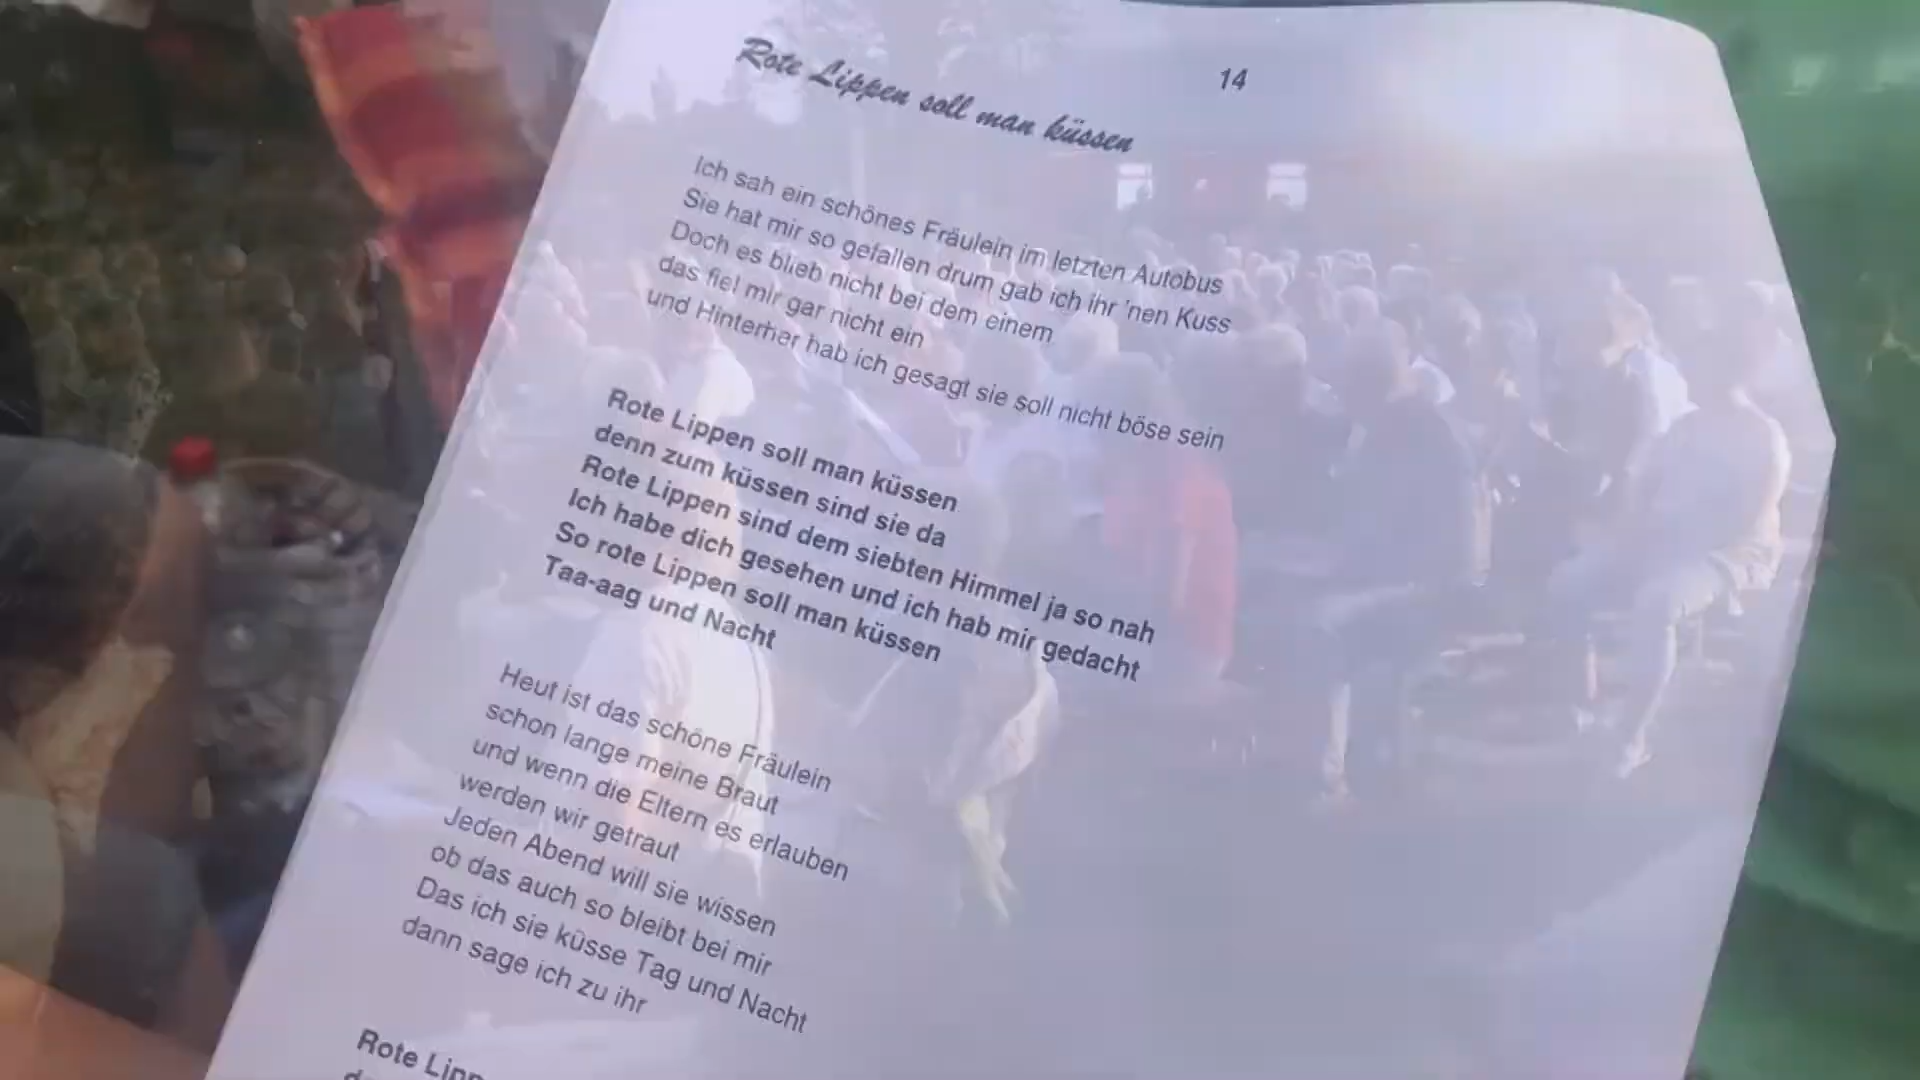 14
Rote Lippen soll man küssen
Ich sah ein schönes Fräulein im letzten Autobus
Sie hat mir so gefallen drum gab ich ihr 'nen Kuss
Doch es blieb nicht bei dem einem
das fiel mir gar nicht ein
und Hinterher hab ich gesagt sie soll nicht böse sein
Rote Lippen soll man küssen
denn zum küssen sind sie da
Rote Lippen sind dem siebten Himmel ja so nah
Ich habe dich gesehen und ich hab mir gedacht
So rote Lippen soll man küssen
Taa-aag und Nacht
Heut ist das schöne Fräulein
schon lange meine Braut
und wenn die Eltern es erlauben
werden wir getraut
Jeden Abend will sie wissen
ob das auch so bleibt bei mir
Das ich sie küsse Tag und Nacht
dann sage ich zu ihr
Rote